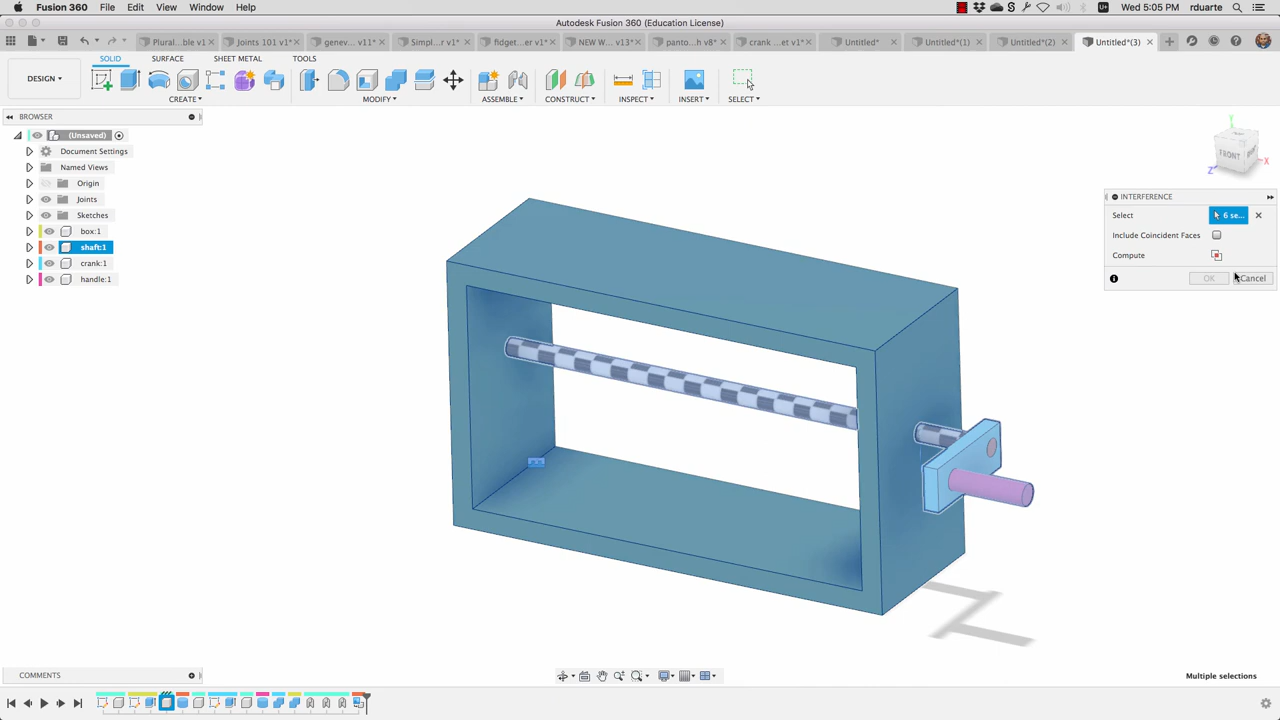 Fusion 360 File Edit View Window Help Wed 5:05 PM rduarte
Autodesk Fusion 360 (Education License)
Plural...ble v1 Joints 101 v1* genev... v11* Simpl...r v1* fidget...er v1* NEW W... v13* panto...h v8* crank ...et v1* Untitled* Untitled*(1) Untitled*(2) Untitled*(3)
SOLID SURFACE SHEET METAL TOOLS
DESIGN
CREATE MODIFY ASSEMBLE CONSTRUCT INSPECT INSERT SELECT
BROWSER
(Unsaved)
Document Settings
Named Views
Origin
Joints
Sketches
box:1
shaft:1
crank:1
handle:1
FRONT
X
Y
Z
INTERFERENCE
Select 6 se...
Include Coincident Faces
Compute
OK Cancel
COMMENTS
Multiple selections